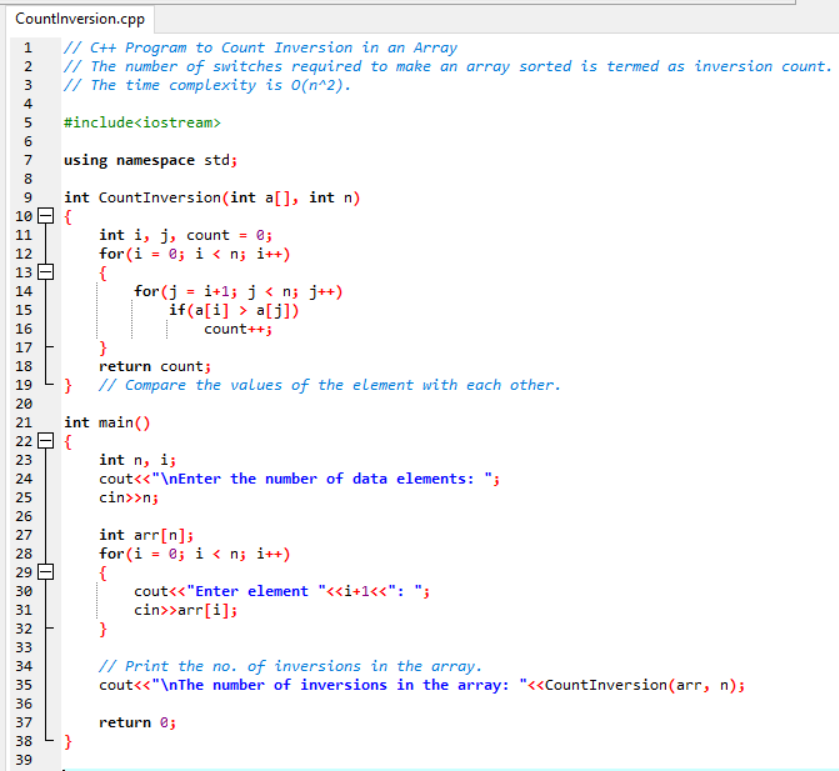 CountInversion.cpp
1 // C++ Program to Count Inversion in an Array
2 // The number of switches required to make an array sorted is termed as inversion count.
3 // The time complexity is O(n^2).
4
5 #include<iostream>
6
7 using namespace std;
8
9 int CountInversion(int a[], int n)
10 {
11     int i, j, count = 0;
12     for(i = 0; i < n; i++)
13     {
14         for(j = i+1; j < n; j++)
15             if(a[i] > a[j])
16                 count++;
17     }
18     return count;
19 }   // Compare the values of the element with each other.
20
21 int main()
22 {
23     int n, i;
24     cout<<"\nEnter the number of data elements: ";
25     cin>>n;
26
27     int arr[n];
28     for(i = 0; i < n; i++)
29     {
30         cout<<"Enter element "<<i+1<<": ";
31         cin>>arr[i];
32     }
33
34     // Print the no. of inversions in the array.
35     cout<<"\nThe number of inversions in the array: "<<CountInversion(arr, n);
36
37     return 0;
38 }
39